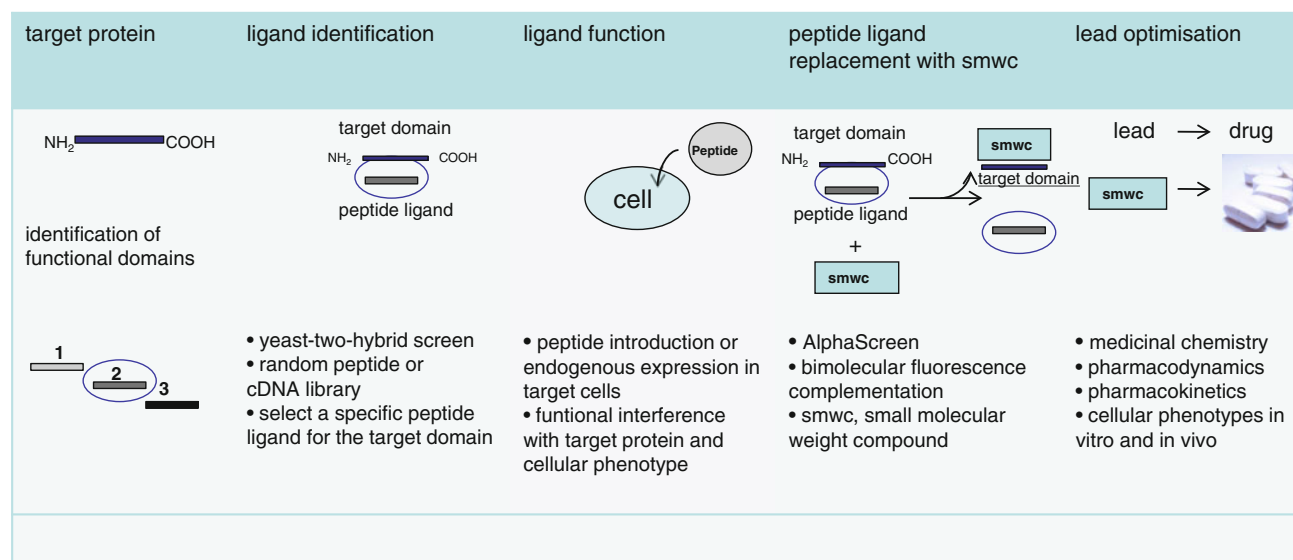 target protein
ligand identification
ligand function
peptide ligand
replacement with smwc
lead optimisation
NH2
COOH
identification of
functional domains
1
2
3
target domain
NH2
COOH
peptide ligand
• yeast-two-hybrid screen
• random peptide or
cDNA library
• select a specific peptide
ligand for the target domain
Peptide
cell
• peptide introduction or
endogenous expression in
target cells
• funtional interference
with target protein and
cellular phenotype
target domain
NH2
COOH
peptide ligand
+
smwc
smwc
target domain
• AlphaScreen
• bimolecular fluorescence
complementation
• smwc, small molecular
weight compound
lead → drug
smwc
• medicinal chemistry
• pharmacodynamics
• pharmacokinetics
• cellular phenotypes in
vitro and in vivo